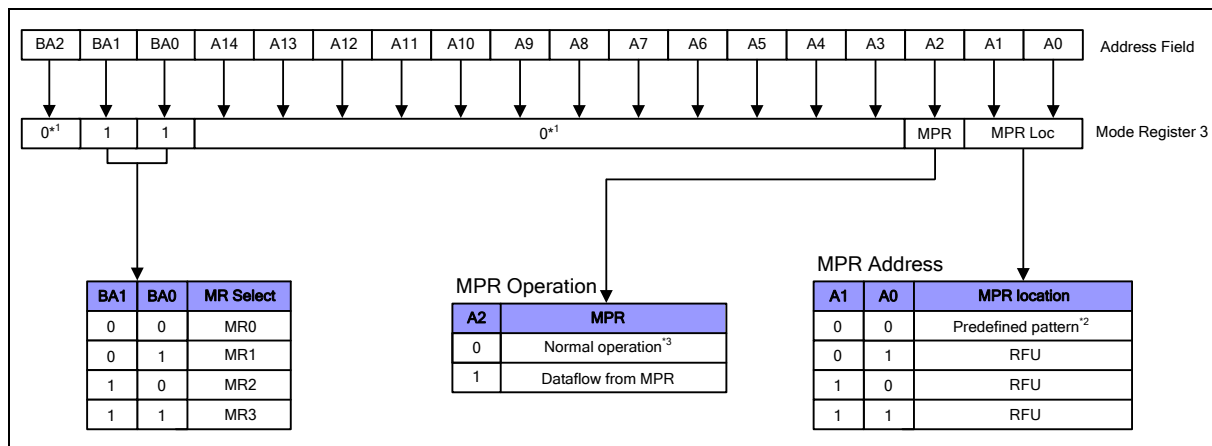 BA2 BA1 BA0 A14 A13 A12 A11 A10 A9 A8 A7 A6 A5 A4 A3 A2 A1 A0 Address Field
0*1 1 1 0*1 MPR MPR Loc Mode Register 3
MPR Operation
MPR Address
BA1 BA0 MR Select
0 0 MR0
0 1 MR1
1 0 MR2
1 1 MR3
A2 MPR
0 Normal operation*3
1 Dataflow from MPR
A1 A0 MPR location
0 0 Predefined pattern*2
0 1 RFU
1 0 RFU
1 1 RFU